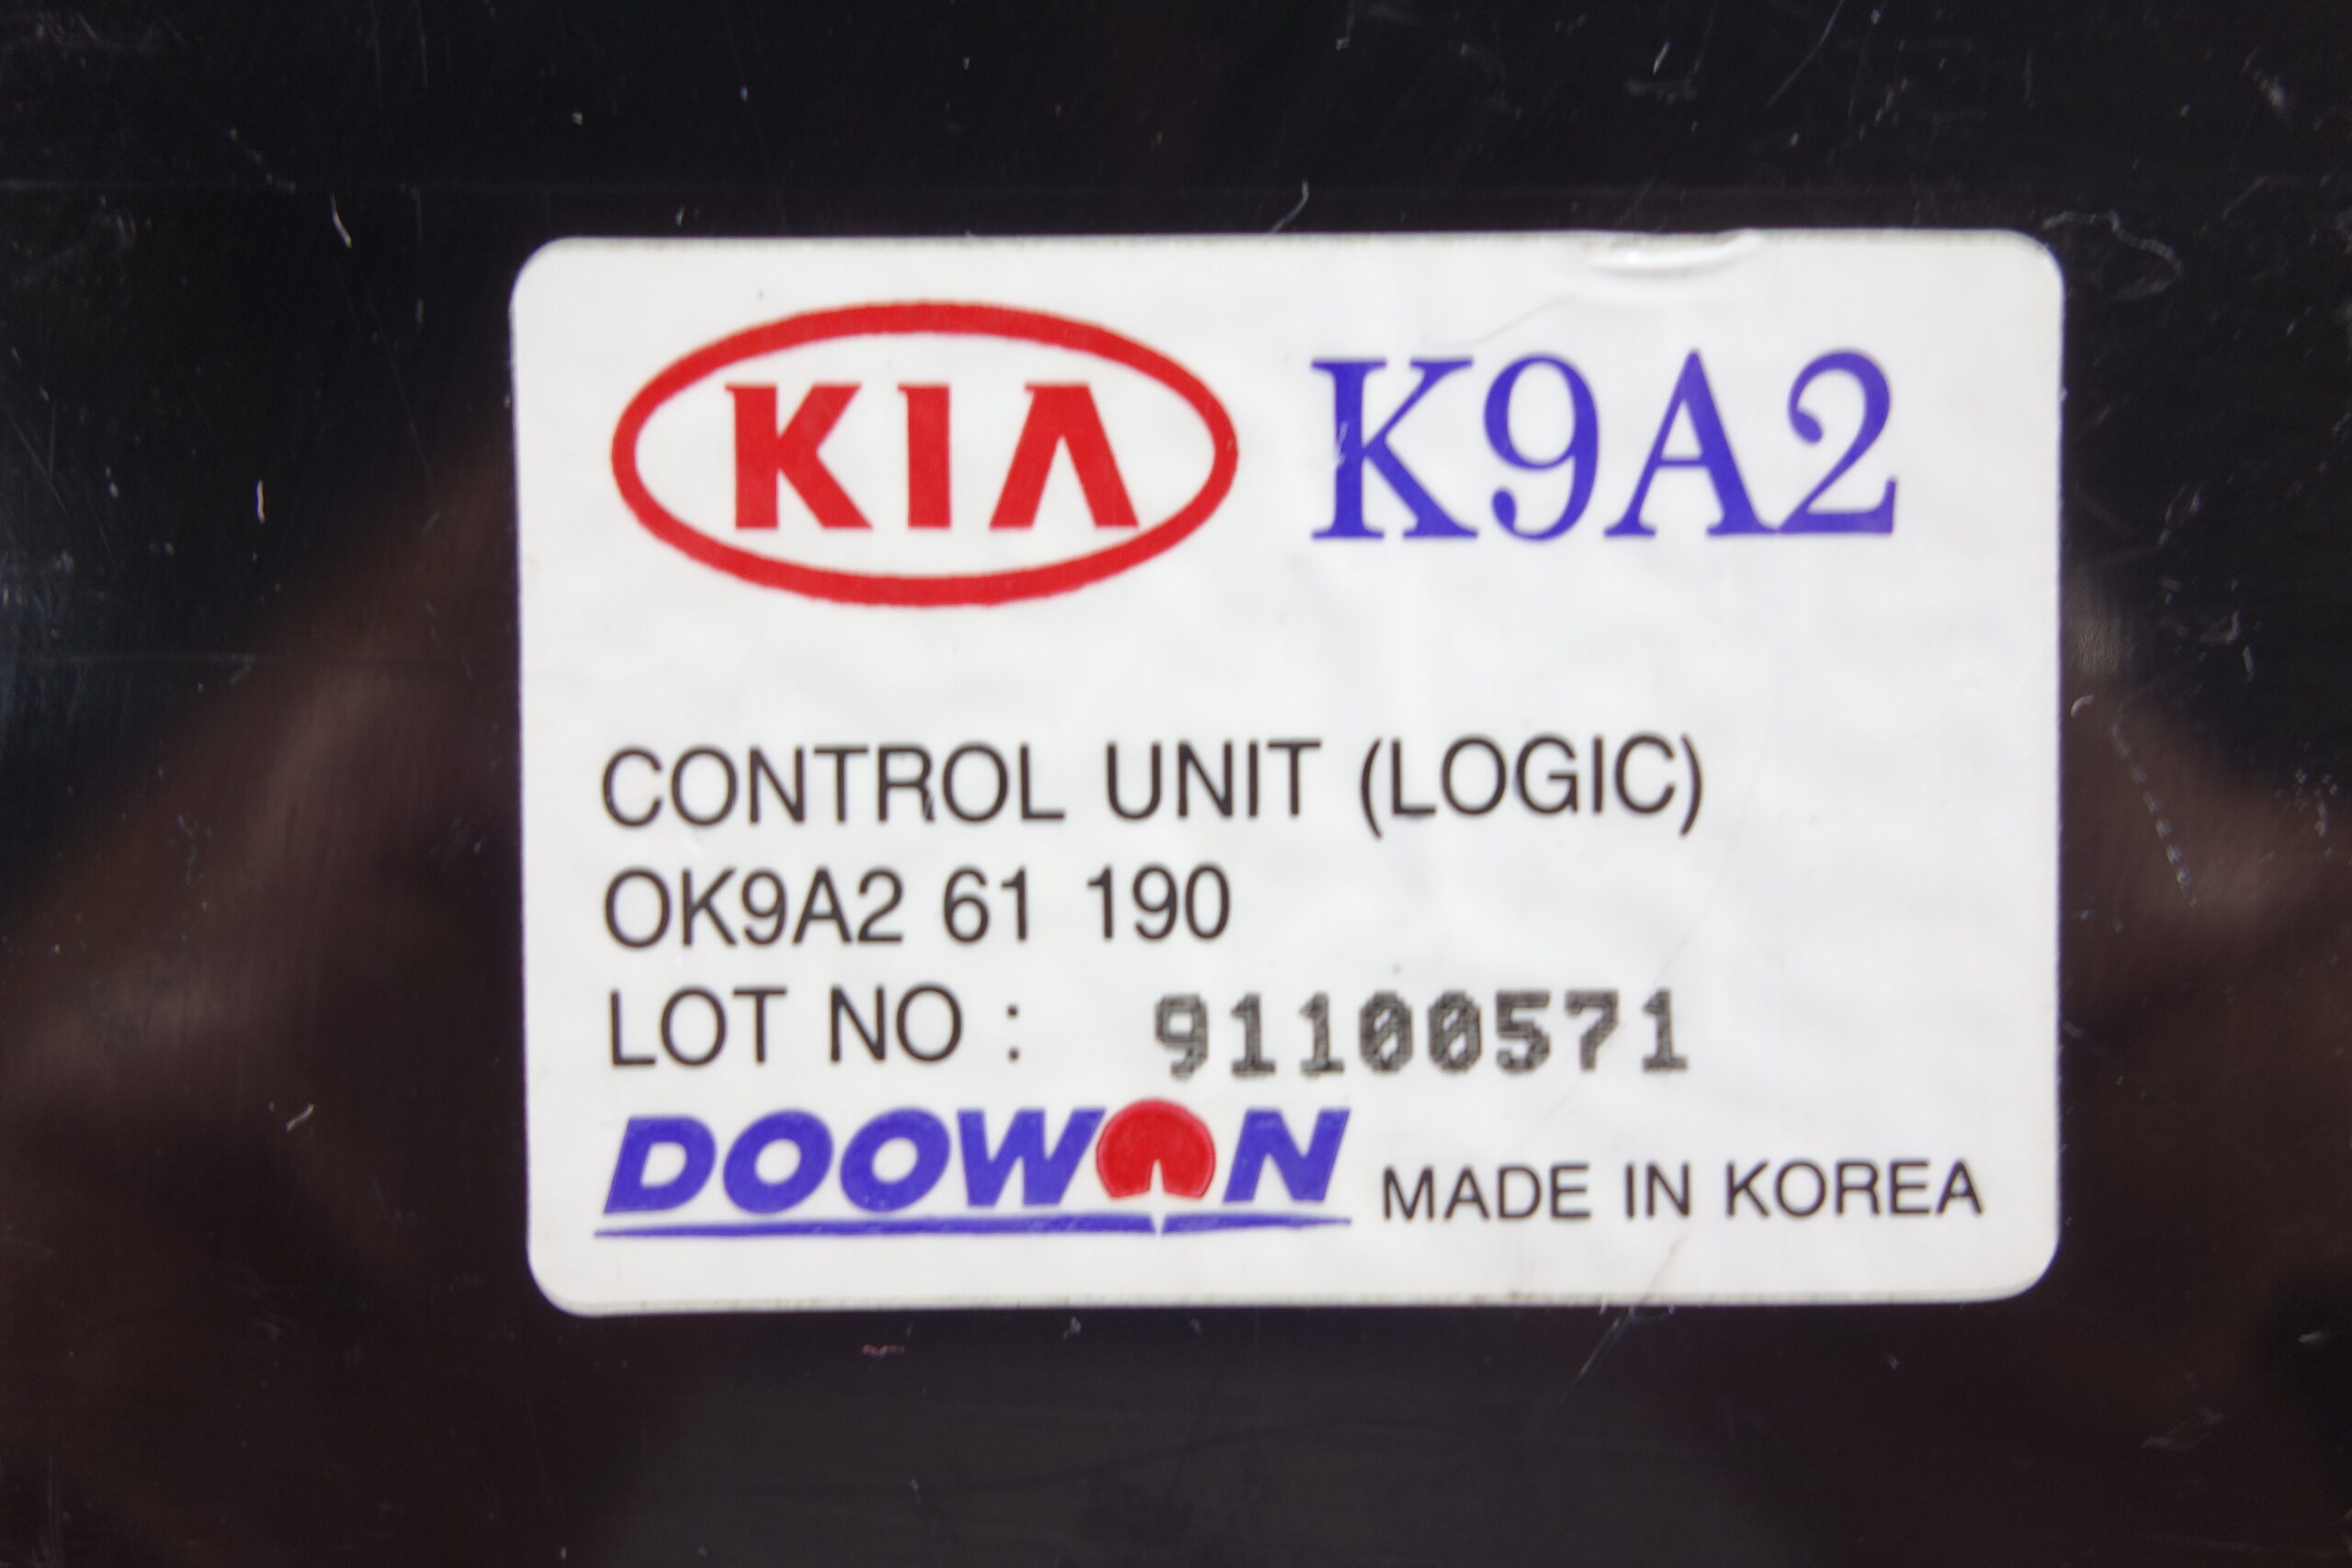 KIA K9A2
CONTROL UNIT (LOGIC)
OK9A2 61 190
LOT NO : 91100571
DOOWON MADE IN KOREA